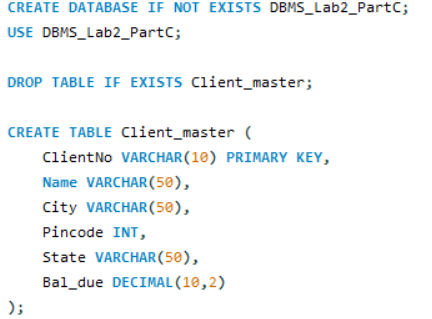 CREATE DATABASE IF NOT EXISTS DBMS_Lab2_PartC;
USE DBMS_Lab2_PartC;
DROP TABLE IF EXISTS Client_master;
CREATE TABLE Client_master (
    ClientNo VARCHAR(10) PRIMARY KEY,
    Name VARCHAR(50),
    City VARCHAR(50),
    Pincode INT,
    State VARCHAR(50),
    Bal_due DECIMAL(10,2)
);